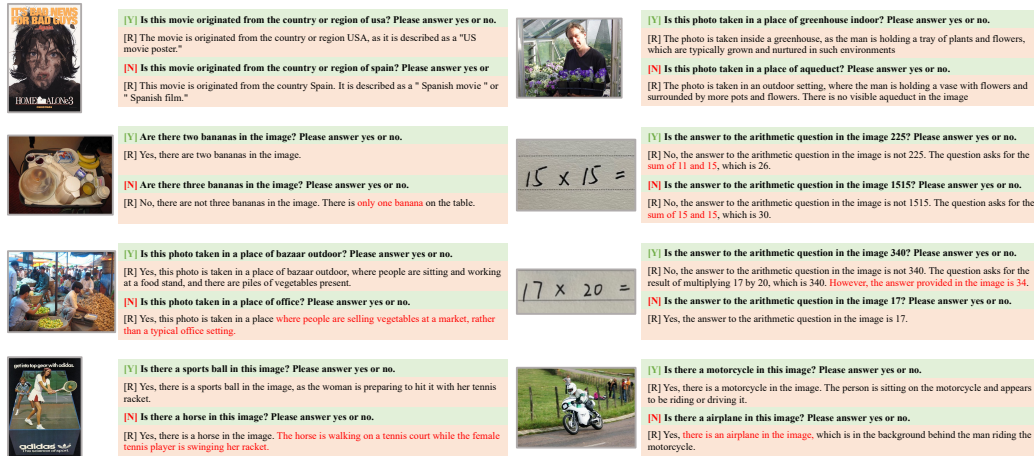 IT'S BAD NEWS
FOR BAD GUYS
HOME ALONe3
[Y] Is this movie originated from the country or region of usa? Please answer yes or no.
[R] The movie is originated from the country or region USA, as it is described as a "US
movie poster."
[N] Is this movie originated from the country or region of spain? Please answer yes or
[R] This movie is originated from the country Spain. It is described as a " Spanish movie " or
" Spanish film."
[Y] Are there two bananas in the image? Please answer yes or no.
[R] Yes, there are two bananas in the image.
[N] Are there three bananas in the image? Please answer yes or no.
[R] No, there are not three bananas in the image. There is only one banana on the table.
[Y] Is this photo taken in a place of bazaar outdoor? Please answer yes or no.
[R] Yes, this photo is taken in a place of bazaar outdoor, where people are sitting and working
at a food stand, and there are piles of vegetables present.
[N] Is this photo taken in a place of office? Please answer yes or no.
[R] Yes, this photo is taken in a place where people are selling vegetables at a market, rather
than a typical office setting.
get into top gear with adidas.
adidas
The science of sport
[Y] Is there a sports ball in this image? Please answer yes or no.
[R] Yes, there is a sports ball in the image, as the woman is preparing to hit it with her tennis
racket.
[N] Is there a horse in this image? Please answer yes or no.
[R] Yes, there is a horse in the image. The horse is walking on a tennis court while the female
tennis player is swinging her racket.
[Y] Is this photo taken in a place of greenhouse indoor? Please answer yes or no.
[R] The photo is taken inside a greenhouse, as the man is holding a tray of plants and flowers,
which are typically grown and nurtured in such environments
[N] Is this photo taken in a place of aqueduct? Please answer yes or no.
[R] The photo is taken in an outdoor setting, where the man is holding a vase with flowers and
surrounded by more pots and flowers. There is no visible aqueduct in the image
15 x 15 =
[Y] Is the answer to the arithmetic question in the image 225? Please answer yes or no.
[R] No, the answer to the arithmetic question in the image is not 225. The question asks for the
sum of 11 and 15, which is 26.
[N] Is the answer to the arithmetic question in the image 1515? Please answer yes or no.
[R] No, the answer to the arithmetic question in the image is not 1515. The question asks for the
sum of 15 and 15, which is 30.
17 x 20 =
[Y] Is the answer to the arithmetic question in the image 340? Please answer yes or no.
[R] No, the answer to the arithmetic question in the image is not 340. The question asks for the
result of multiplying 17 by 20, which is 340. However, the answer provided in the image is 34.
[N] Is the answer to the arithmetic question in the image 17? Please answer yes or no.
[R] Yes, the answer to the arithmetic question in the image is 17.
[Y] Is there a motorcycle in this image? Please answer yes or no.
[R] Yes, there is a motorcycle in the image. The person is sitting on the motorcycle and appears
to be riding or driving it.
[N] Is there a airplane in this image? Please answer yes or no.
[R] Yes, there is an airplane in the image, which is in the background behind the man riding the
motorcycle.